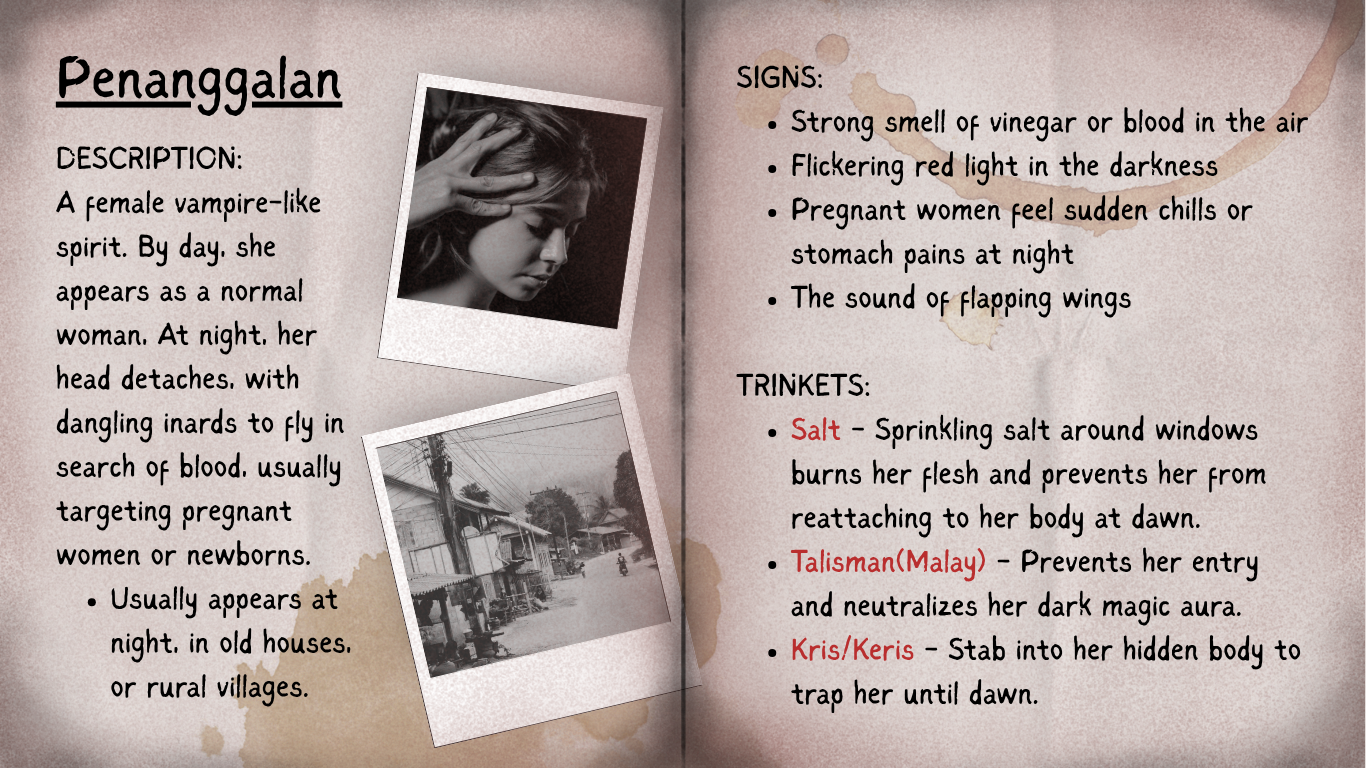 Penanggalan
DESCRIPTION:
A female vampire-like
spirit. By day, she
appears as a normal
woman. At night, her
head detaches, with
dangling inards to fly in
search of blood, usually
targeting pregnant
women or newborns.
• Usually appears at
night, in old houses,
or rural villages.
SIGNS:
• Strong smell of vinegar or blood in the air
• Flickering red light in the darkness
• Pregnant women feel sudden chills or
stomach pains at night
• The sound of flapping wings
TRINKETS:
• Salt - Sprinkling salt around windows
burns her flesh and prevents her from
reattaching to her body at dawn.
• Talisman(Malay) - Prevents her entry
and neutralizes her dark magic aura.
• Kris/Keris - Stab into her hidden body to
trap her until dawn.